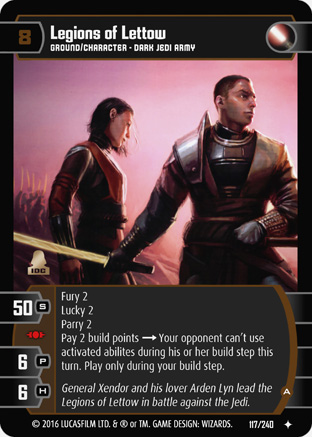 8 Legions of Lettow
GROUND/CHARACTER - DARK JEDI ARMY
IDC
50 S
Fury 2
Lucky 2
Parry 2
Pay 2 build points → Your opponent can't use
activated abilites during his or her build step this
turn. Play only during your build step.
6 P
6 H
General Xendor and his lover Arden Lyn lead the
Legions of Lettow in battle against the Jedi.
A
© 2016 LUCASFILM LTD. & ® or TM. GAME DESIGN: WIZARDS. 117/240